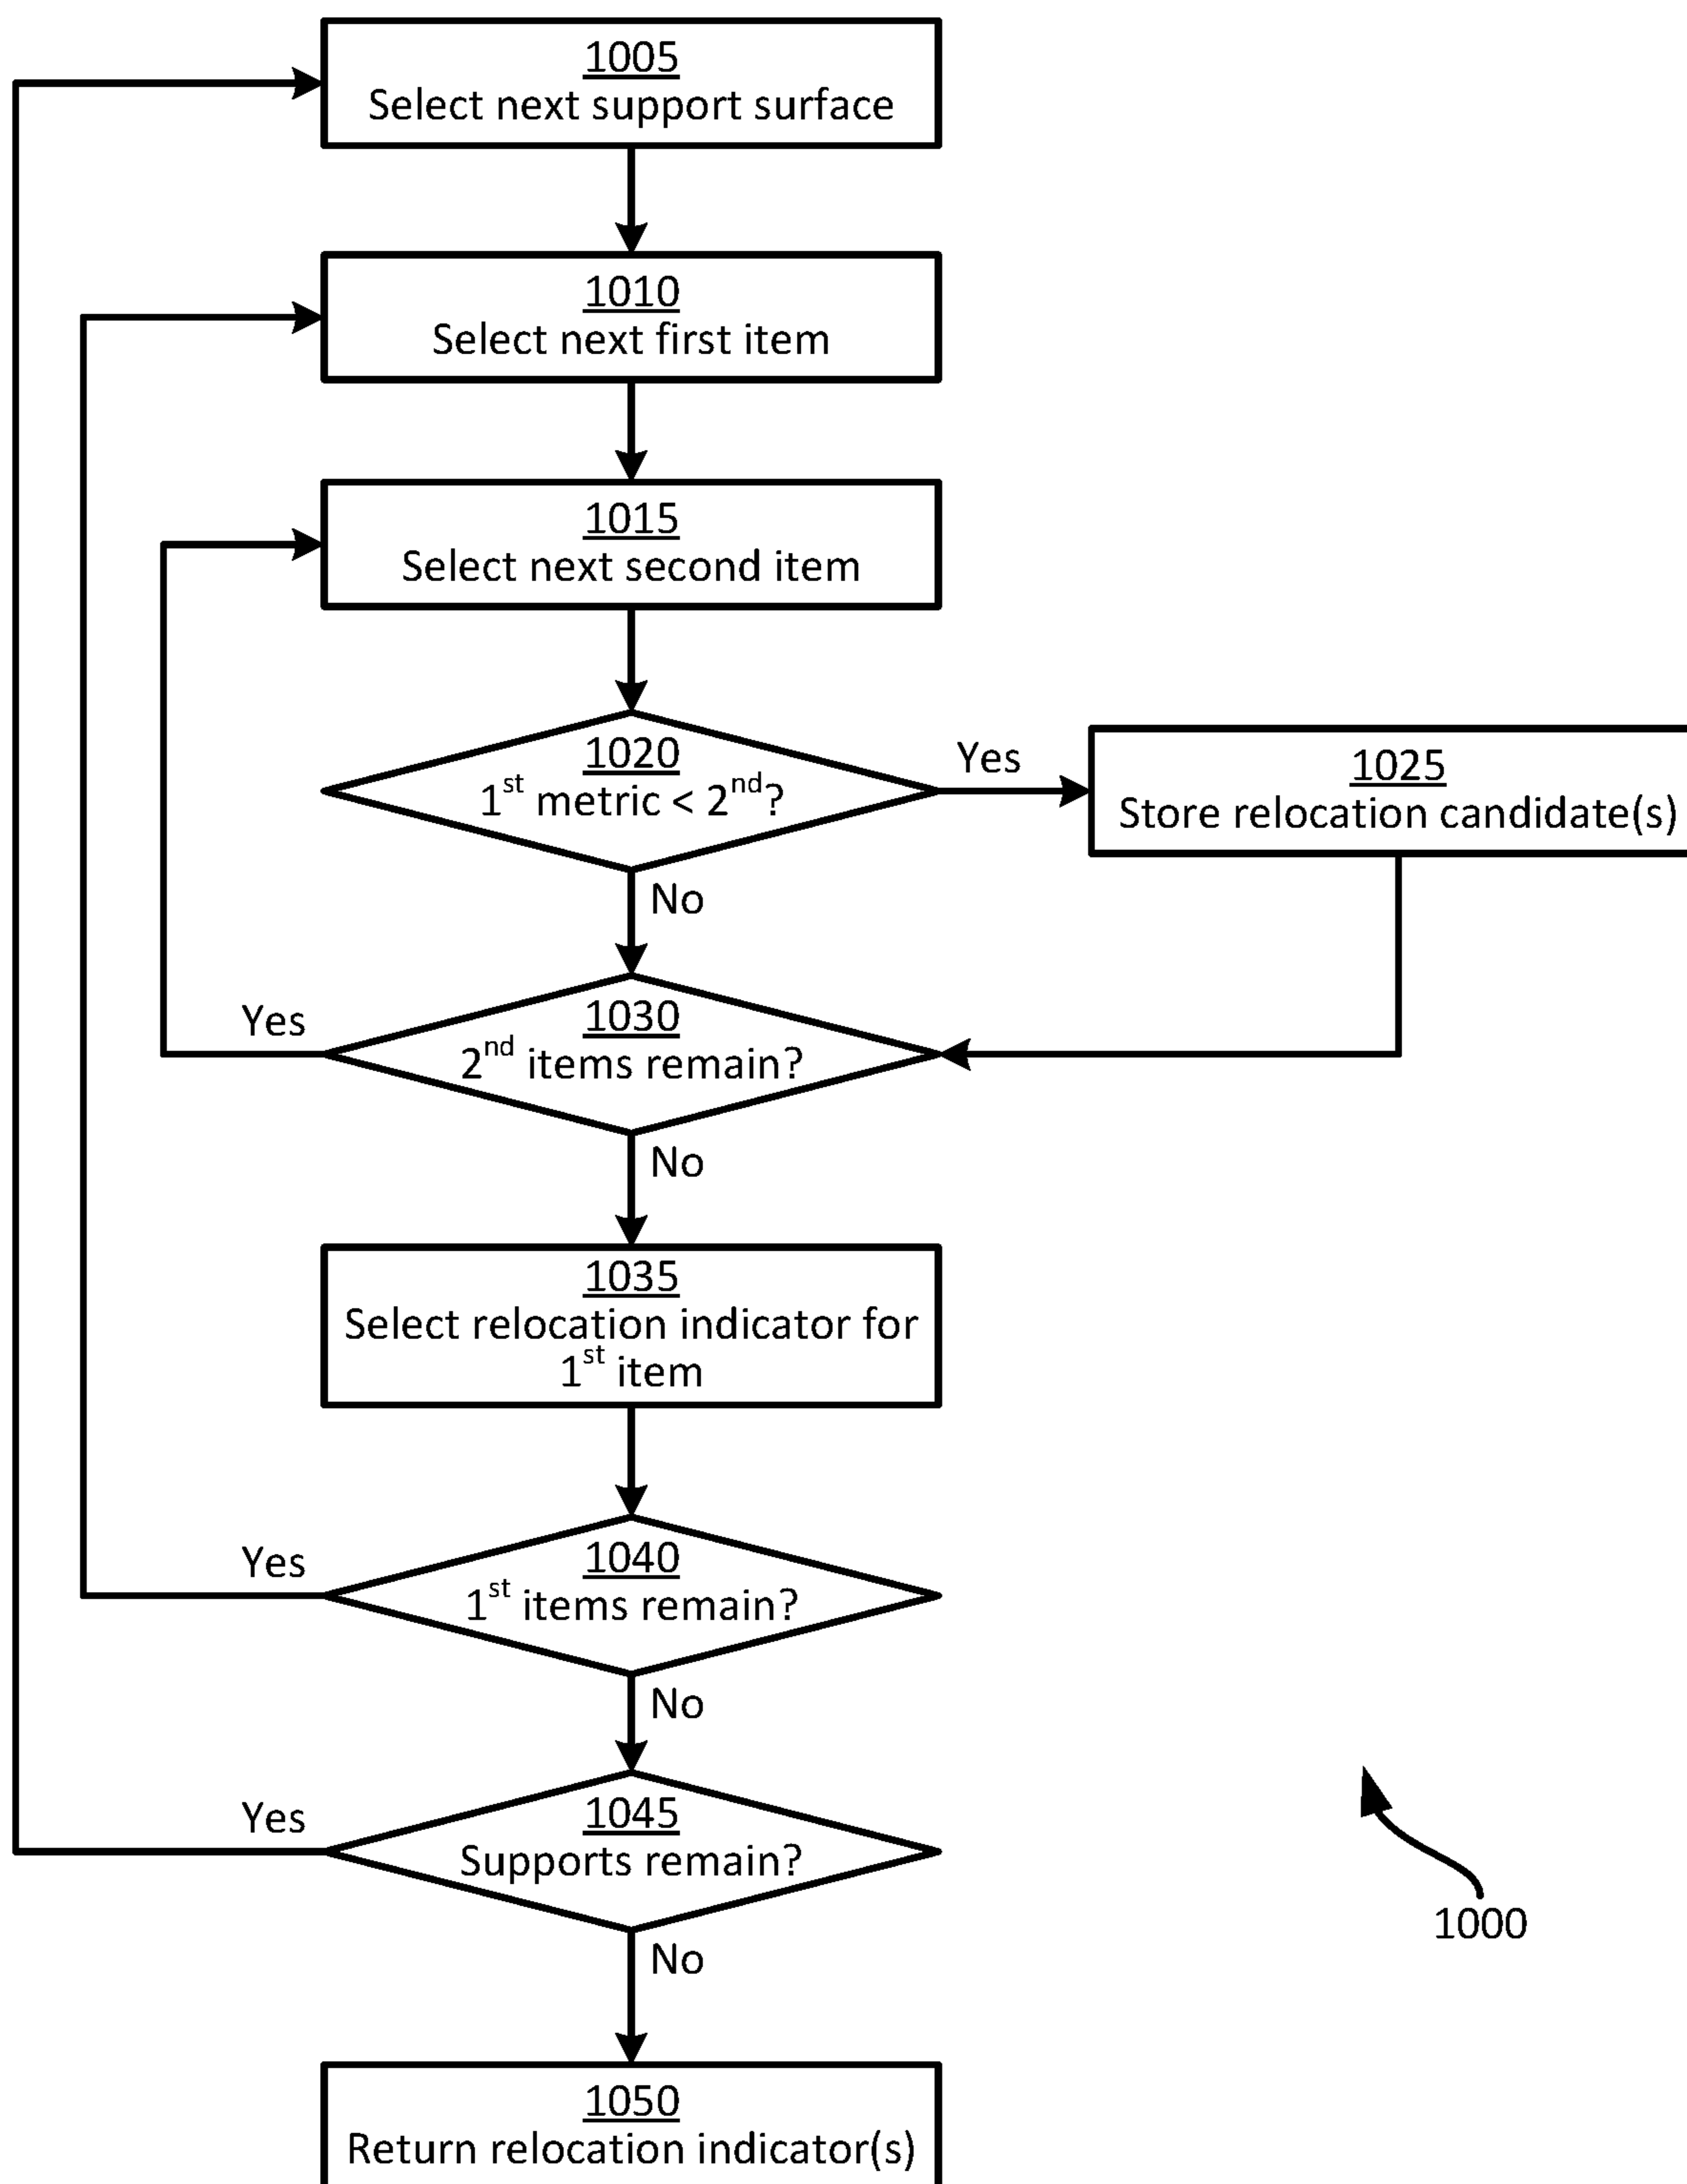 1005
Select next support surface
1010
Select next first item
1015
Select next second item
1020
1st metric < 2nd?
Yes
1025
Store relocation candidate(s)
No
1030
2nd items remain?
Yes
No
1035
Select relocation indicator for
1st item
1040
1st items remain?
Yes
No
1045
Supports remain?
Yes
No
1050
Return relocation indicator(s)
1000